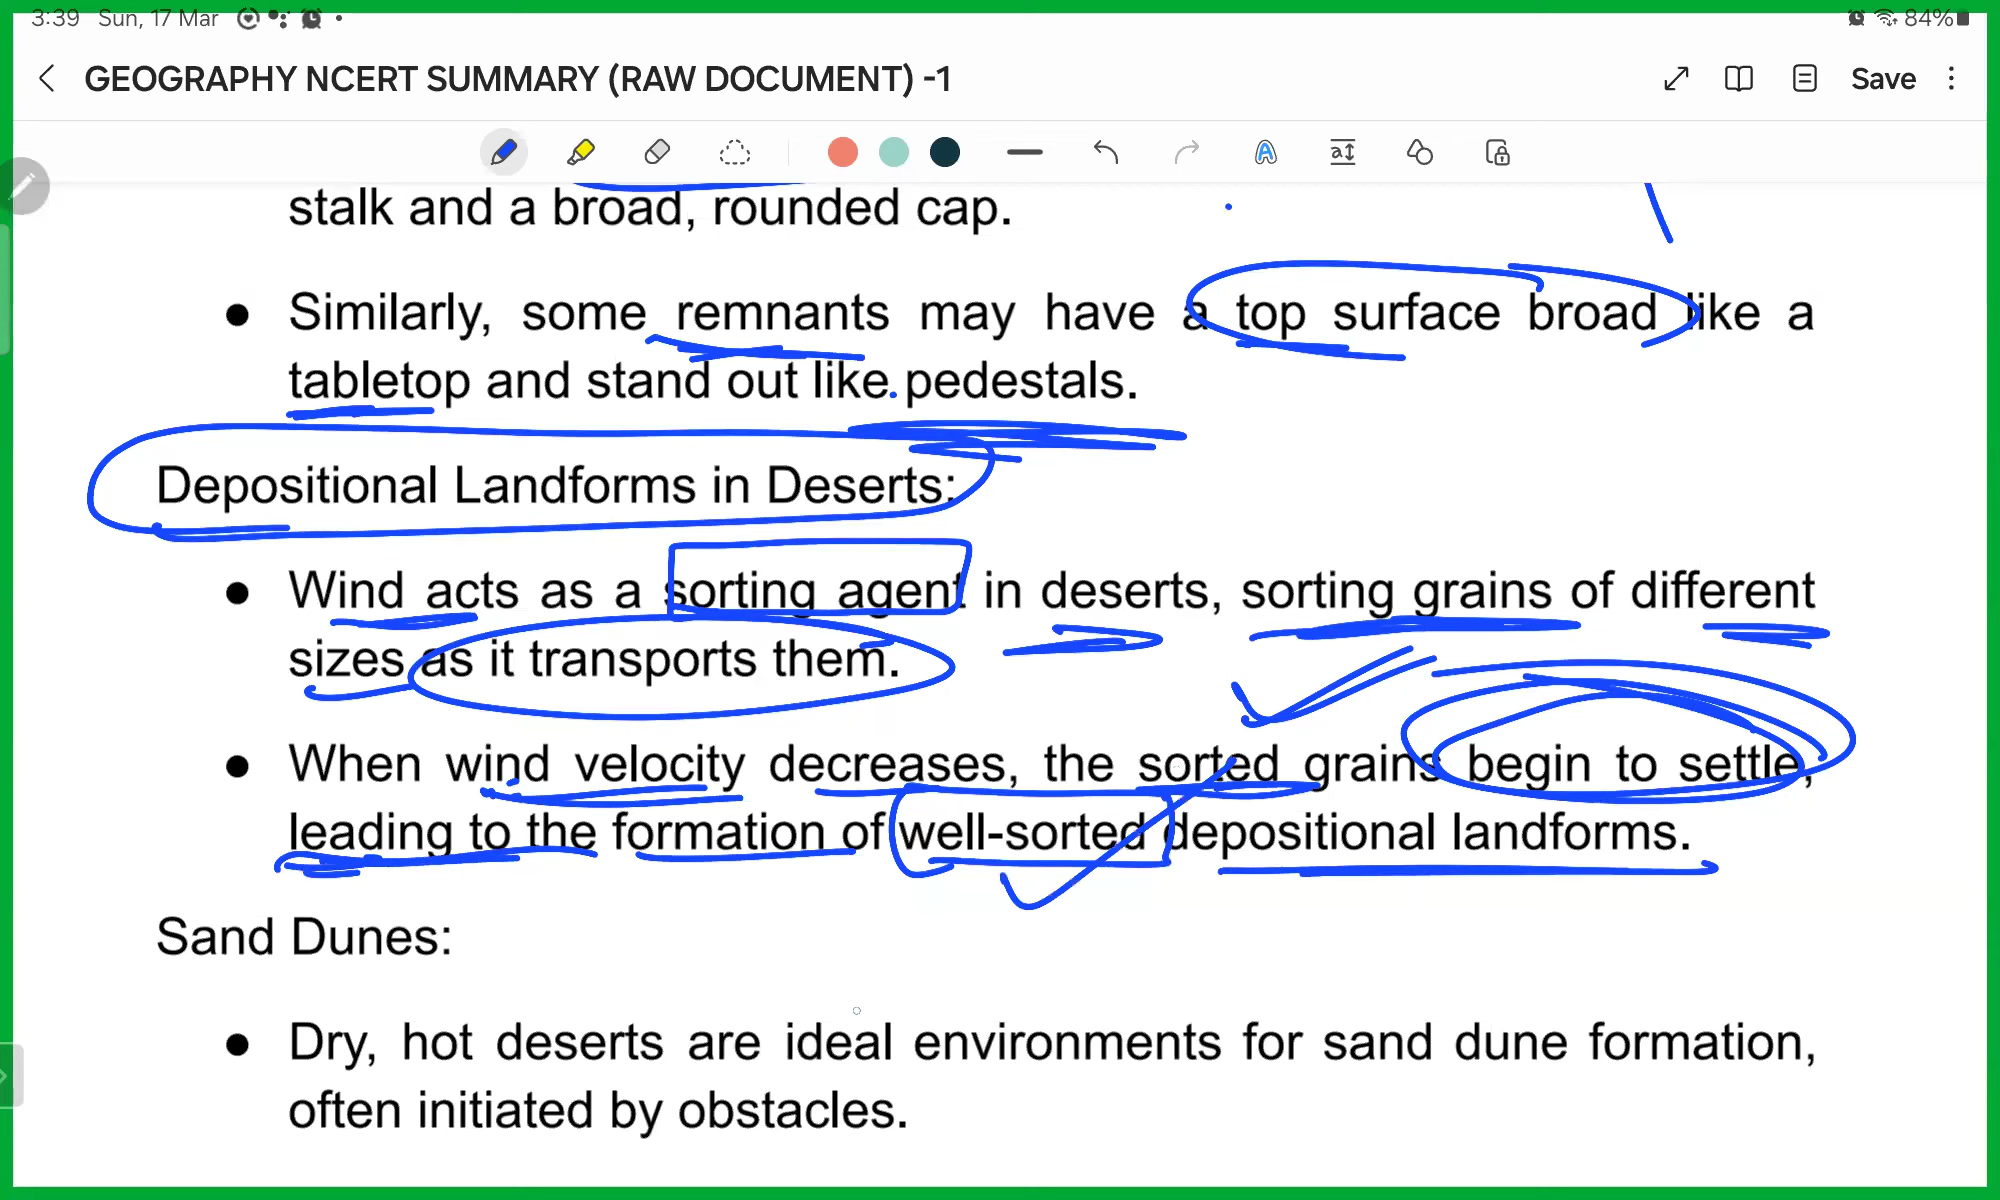 3:39 Sun, 17 Mar
84%
GEOGRAPHY NCERT SUMMARY (RAW DOCUMENT) -1
Save
stalk and a broad, rounded cap.
● Similarly, some remnants may have a top surface broad like a
tabletop and stand out like pedestals.
Depositional Landforms in Deserts:
● Wind acts as a sorting agent in deserts, sorting grains of different
sizes as it transports them.
● When wind velocity decreases, the sorted grains begin to settle,
leading to the formation of well-sorted depositional landforms.
Sand Dunes:
● Dry, hot deserts are ideal environments for sand dune formation,
often initiated by obstacles.